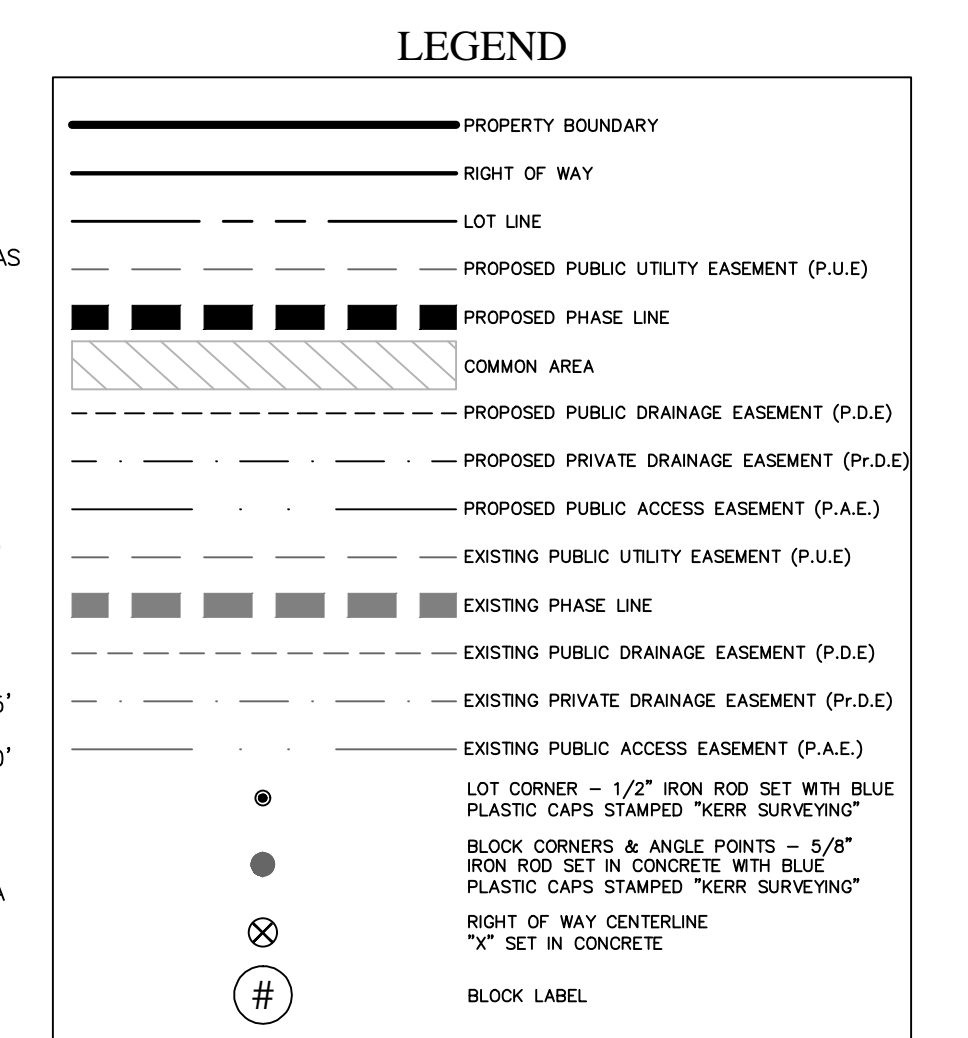 LEGEND
PROPERTY BOUNDARY
RIGHT OF WAY
LOT LINE
AS
PROPOSED PUBLIC UTILITY EASEMENT (P.U.E)
PROPOSED PHASE LINE
COMMON AREA
PROPOSED PUBLIC DRAINAGE EASEMENT (P.D.E)
PROPOSED PRIVATE DRAINAGE EASEMENT (Pr.D.E)
PROPOSED PUBLIC ACCESS EASEMENT (P.A.E.)
EXISTING PUBLIC UTILITY EASEMENT (P.U.E)
EXISTING PHASE LINE
EXISTING PUBLIC DRAINAGE EASEMENT (P.D.E)
EXISTING PRIVATE DRAINAGE EASEMENT (Pr.D.E)
EXISTING PUBLIC ACCESS EASEMENT (P.A.E.)
LOT CORNER – 1/2" IRON ROD SET WITH BLUE
PLASTIC CAPS STAMPED "KERR SURVEYING"
BLOCK CORNERS & ANGLE POINTS – 5/8"
IRON ROD SET IN CONCRETE WITH BLUE
PLASTIC CAPS STAMPED "KERR SURVEYING"
RIGHT OF WAY CENTERLINE
"X" SET IN CONCRETE
# BLOCK LABEL